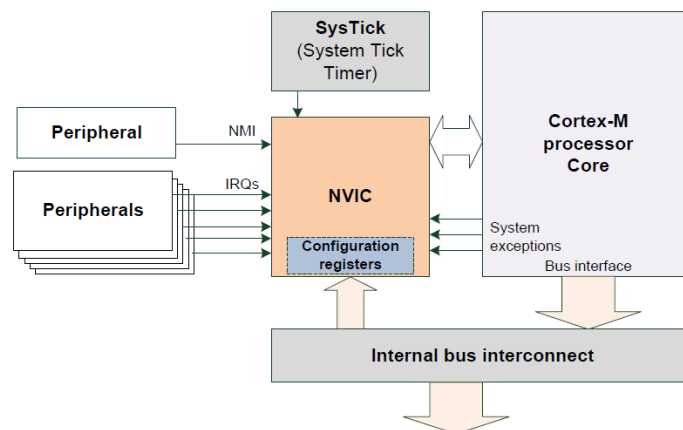 SysTick
(System Tick
Timer)
Peripheral
NMI
Cortex-M
processor
Core
IRQs
Peripherals
NVIC
Configuration
registers
System
exceptions
Bus interface
Internal bus interconnect